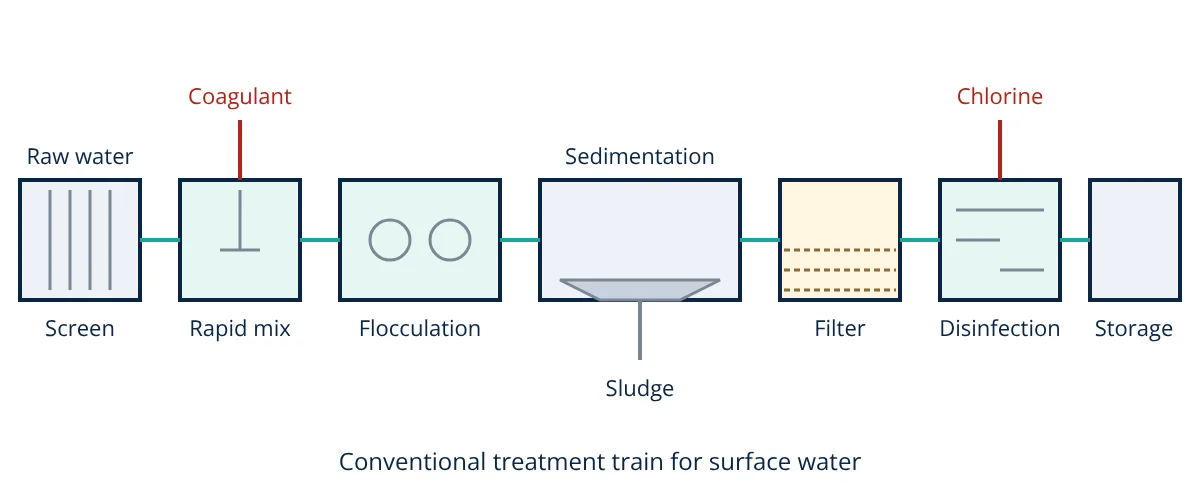 Coagulant
Chlorine
Raw water
Sedimentation
Screen
Rapid mix
Flocculation
Filter
Disinfection
Storage
Sludge
Conventional treatment train for surface water